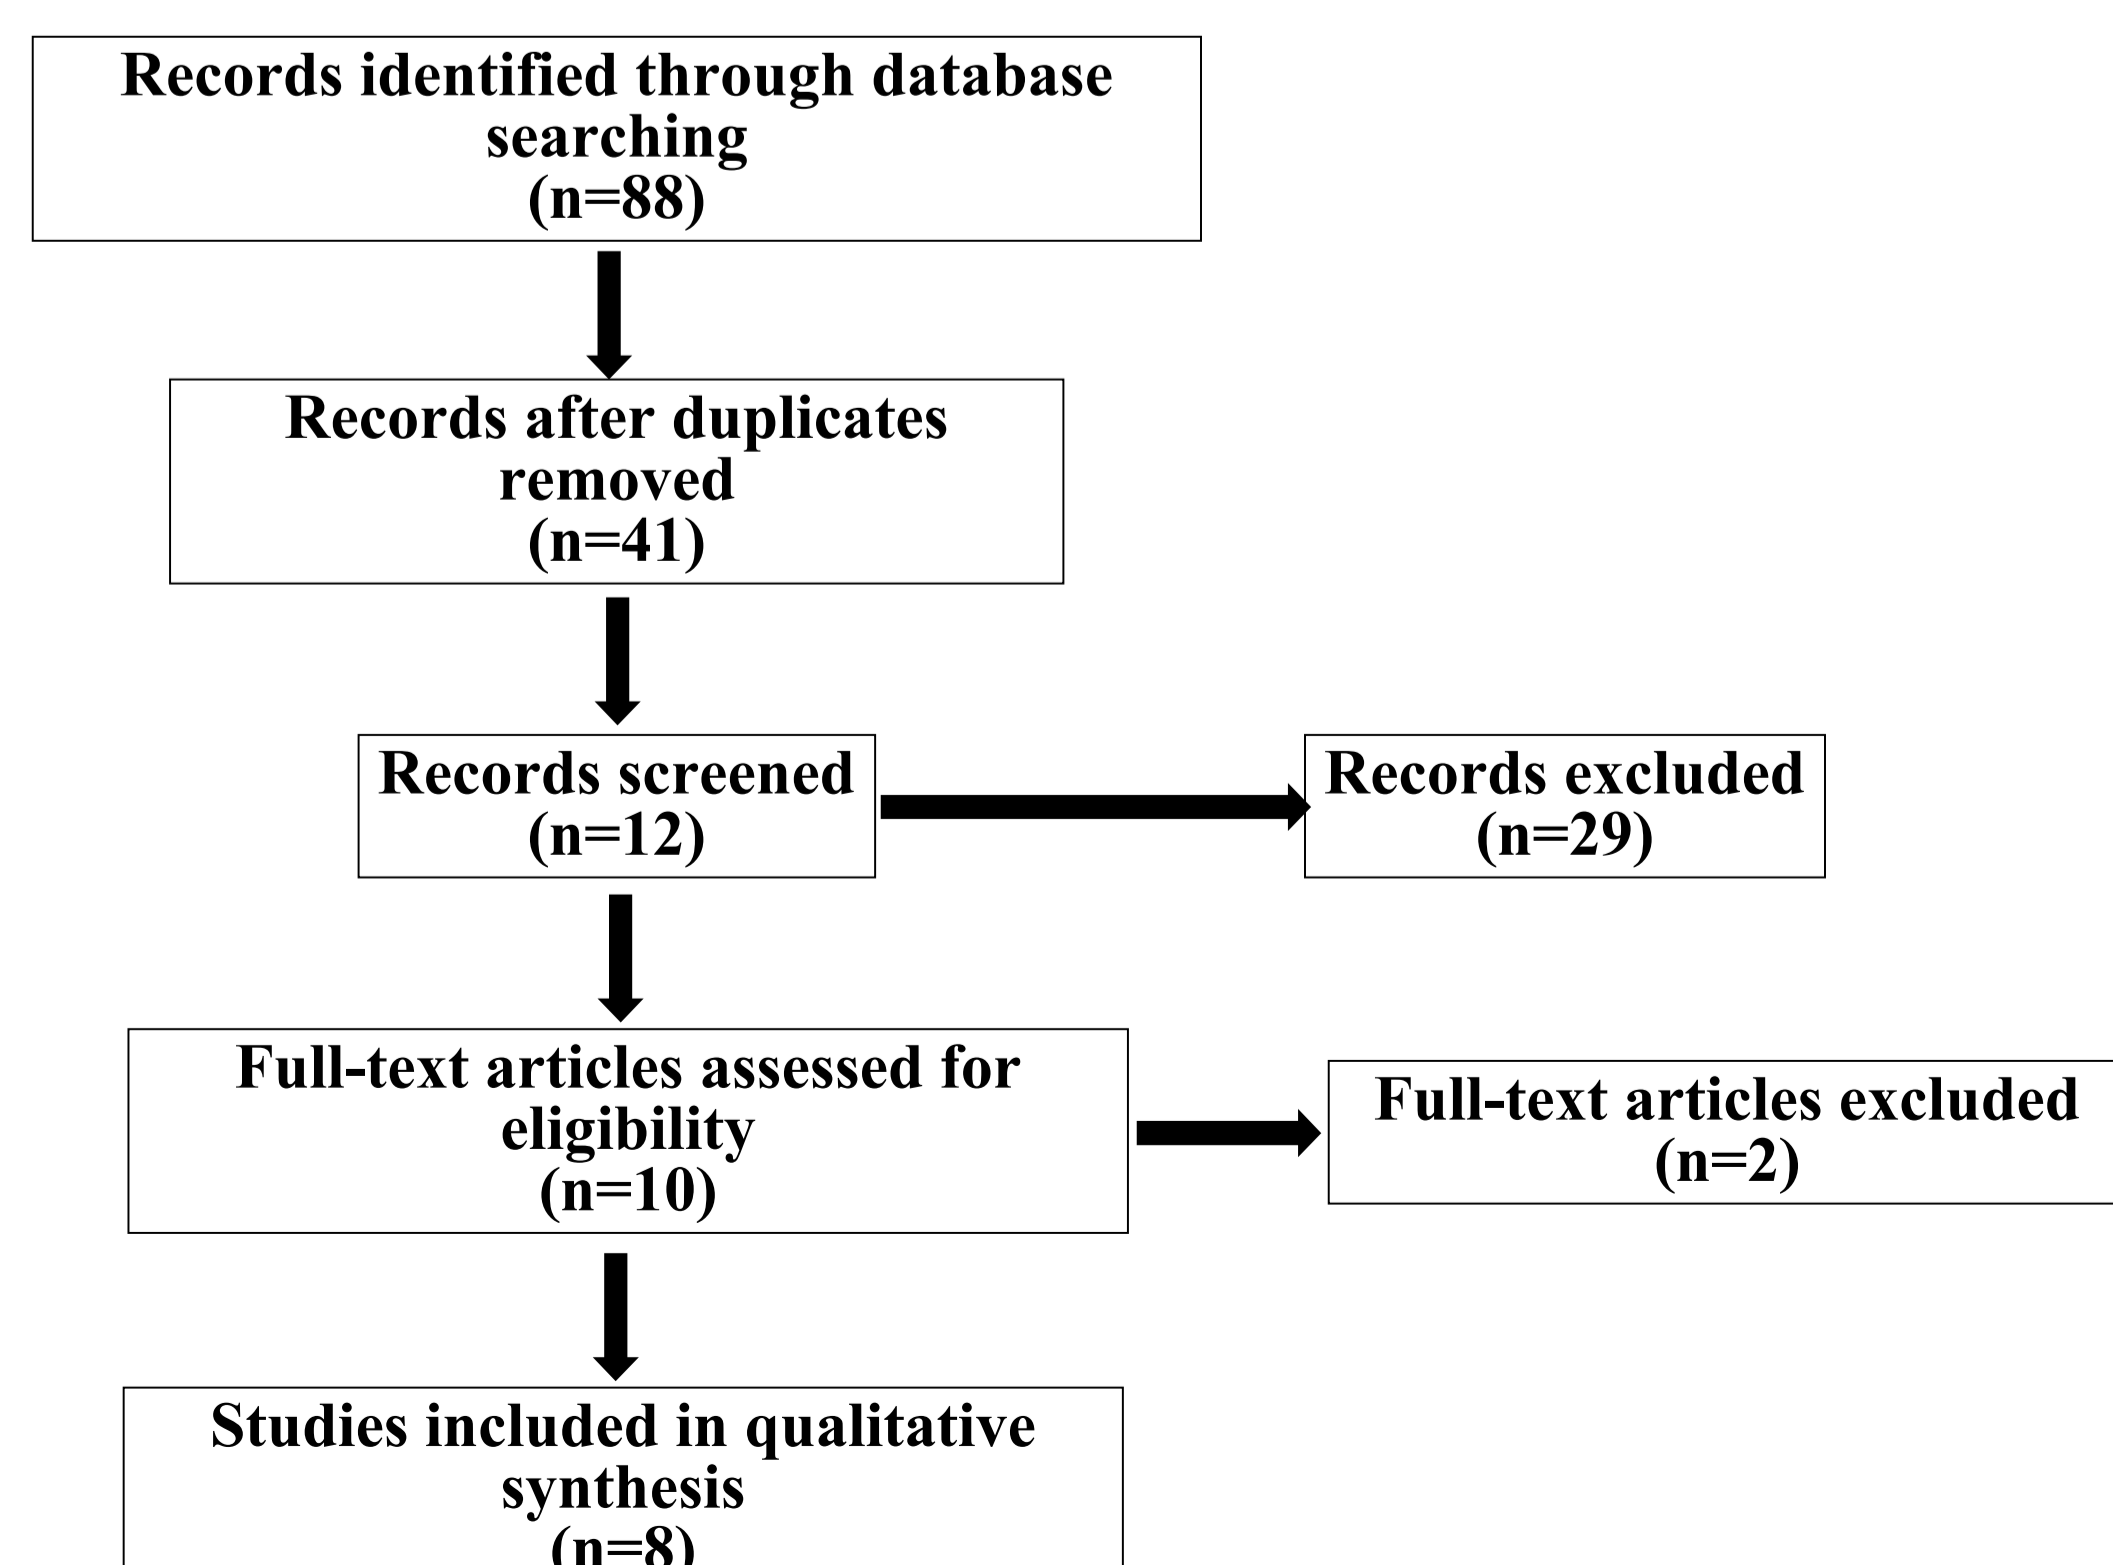 Records identified through database
searching
(n=88)
Records after duplicates
removed
(n=41)
Records screened
(n=12)
Records excluded
(n=29)
Full-text articles assessed for
eligibility
(n=10)
Full-text articles excluded
(n=2)
Studies included in qualitative
synthesis
(n=8)